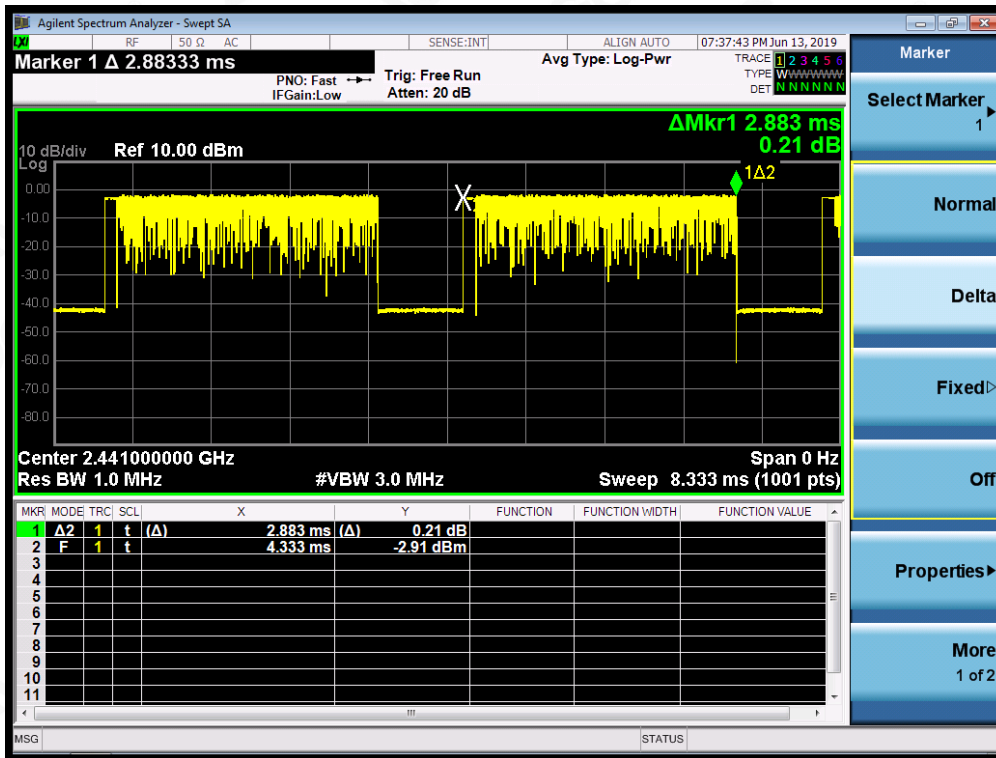 Agilent Spectrum Analyzer - Swept SA
LXI RF 50 Ω AC SENSE:INT ALIGN AUTO 07:37:43 PM Jun 13, 2019
Marker 1 Δ 2.88333 ms
PNO: Fast
IFGain:Low
Trig: Free Run
Atten: 20 dB
Avg Type: Log-Pwr
TRACE 1 2 3 4 5 6
TYPE W
DET N N N N N N
ΔMkr1 2.883 ms
0.21 dB
10 dB/div Ref 10.00 dBm
Log
1Δ2
0.00
-10.0
-20.0
-30.0
-40.0
-50.0
-60.0
-70.0
-80.0
Center 2.441000000 GHz Span 0 Hz
Res BW 1.0 MHz #VBW 3.0 MHz Sweep 8.333 ms (1001 pts)
MKR MODE TRC SCL X Y FUNCTION FUNCTION WIDTH FUNCTION VALUE
1 Δ2 1 t (Δ) 2.883 ms (Δ) 0.21 dB
2 F 1 t 4.333 ms -2.91 dBm
3
4
5
6
7
8
9
10
11
MSG STATUS
Marker
Select Marker
1
Normal
Delta
Fixed
Off
Properties
More
1 of 2